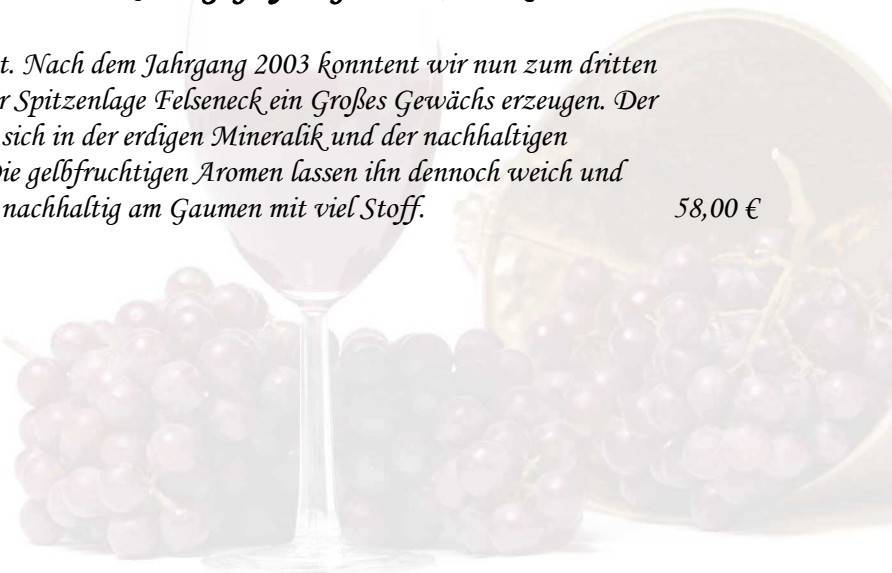 t. Nach dem Jahrgang 2003 konntent wir nun zum dritten
r Spitzenlage Felseneck ein Großes Gewächs erzeugen. Der
sich in der erdigen Mineralik und der nachhaltigen
Die gelbfruchtigen Aromen lassen ihn dennoch weich und
nachhaltig am Gaumen mit viel Stoff. 58,00 €